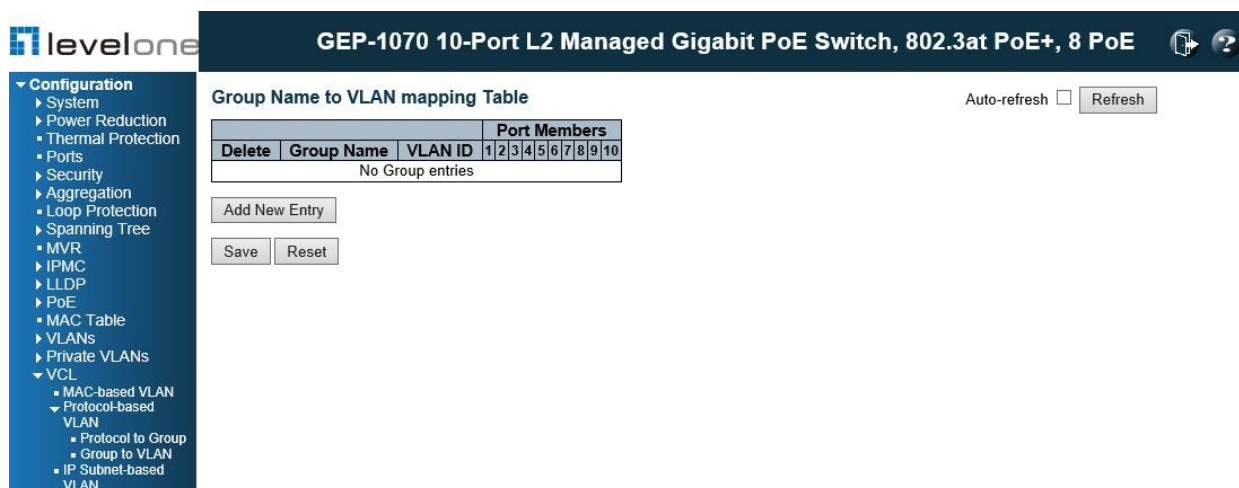 levelone
GEP-1070 10-Port L2 Managed Gigabit PoE Switch, 802.3at PoE+, 8 PoE
?
Configuration
System
Power Reduction
Thermal Protection
Ports
Security
Aggregation
Loop Protection
Spanning Tree
MVR
IPMC
LLDP
PoE
MAC Table
VLANs
Private VLANs
VCL
MAC-based VLAN
Protocol-based
VLAN
Protocol to Group
Group to VLAN
IP Subnet-based
VLAN
Group Name to VLAN mapping Table
Auto-refresh
Refresh
Port Members
Delete Group Name VLAN ID 1 2 3 4 5 6 7 8 9 10
No Group entries
Add New Entry
Save Reset